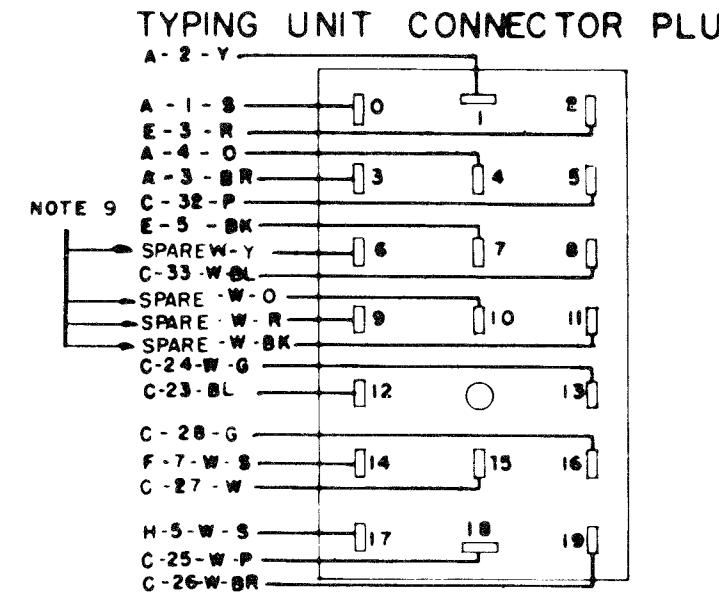 TYPING UNIT CONNECTOR PLU
A-2-Y
A-1-S 0 1 2
E-3-R
A-4-O
A-3-BR 3 4 5
C-32-P
NOTE 9
E-5-BK
SPARE W-Y 6 7 8
C-33-W-BL
SPARE-W-O
SPARE-W-R 9 10 11
SPARE-W-BK
C-24-W-G
C-23-BL 12 13
C-28-G
F-7-W-S 14 15 16
C-27-W
H-5-W-S 17 18 19
C-25-W-P
C-26-W-BR